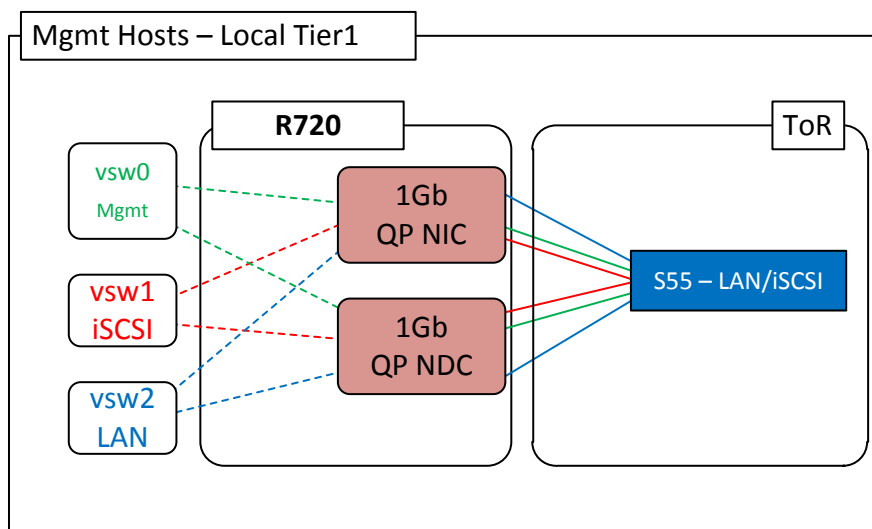 Mgmt Hosts – Local Tier1
R720
ToR
vsw0
Mgmt
1Gb
QP NIC
vsw1
iSCSI
S55 – LAN/iSCSI
1Gb
QP NDC
vsw2
LAN